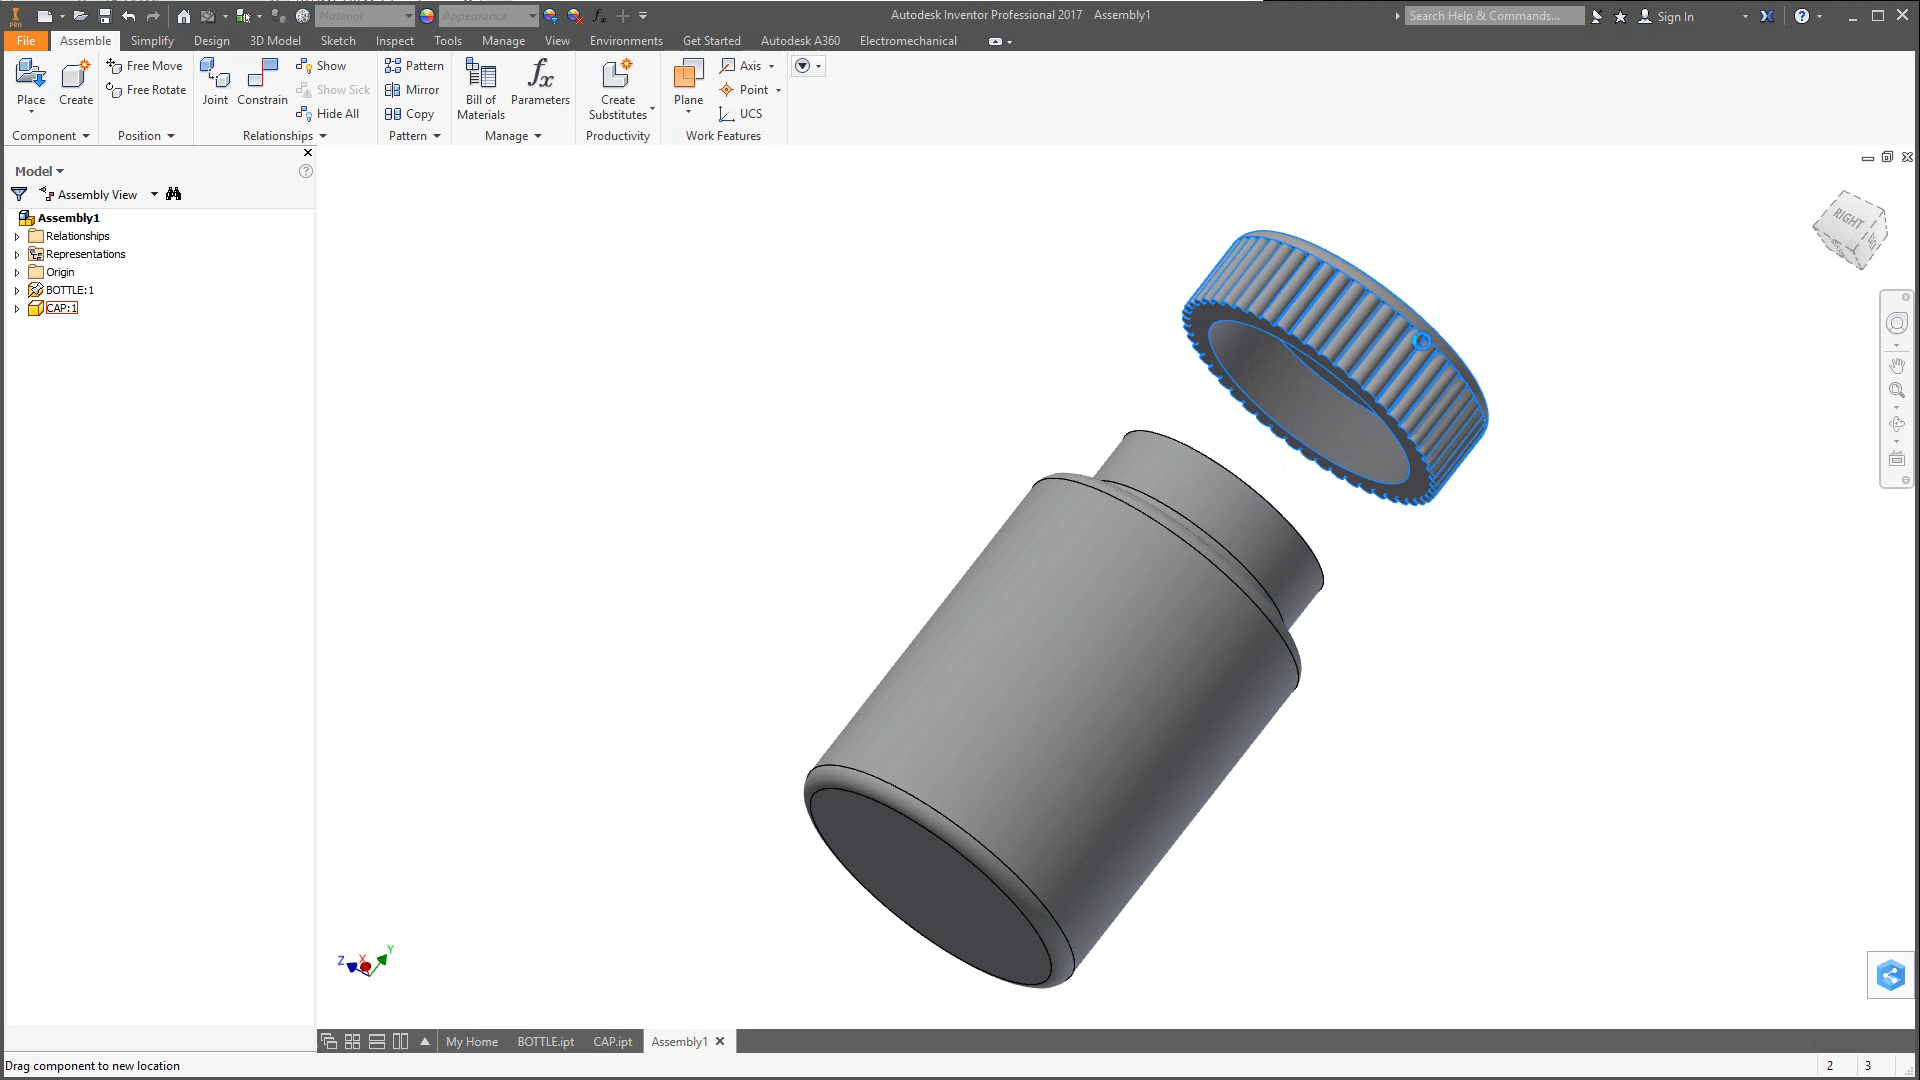 Material
Appearance
Autodesk Inventor Professional 2017 Assembly1
Search Help & Commands...
Sign In
PRO
File Assemble Simplify Design 3D Model Sketch Inspect Tools Manage View Environments Get Started Autodesk A360 Electromechanical
Place
Create
Free Move
Free Rotate
Joint
Constrain
Show
Show Sick
Hide All
Pattern
Mirror
Copy
Bill of
Materials
Parameters
Create
Substitutes
Plane
Axis
Point
UCS
Component
Position
Relationships
Pattern
Manage
Productivity
Work Features
Model
Assembly View
Assembly1
Relationships
Representations
Origin
BOTTLE:1
CAP:1
RIGHT
Z
X
Y
My Home BOTTLE.ipt CAP.ipt Assembly1
Drag component to new location
2 3